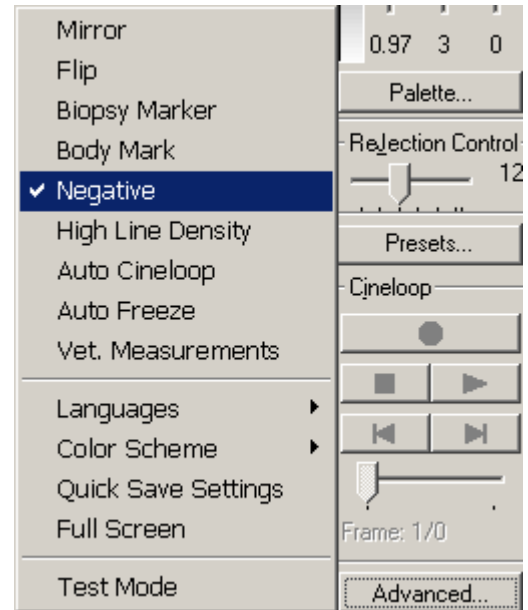 Mirror
Flip
Biopsy Marker
Body Mark
Negative
High Line Density
Auto Cineloop
Auto Freeze
Vet. Measurements
Languages
Color Scheme
Quick Save Settings
Full Screen
Test Mode
0.97 3 0
Palette...
ReJection Control
12
Presets...
Cineloop
Frame: 1/0
Advanced...